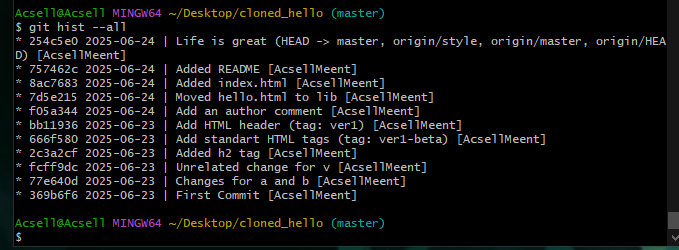 Acsell@Acsell MINGW64 ~/Desktop/cloned_hello (master)
$ git hist --all
* 254c5e0 2025-06-24 | Life is great (HEAD -> master, origin/style, origin/master, origin/HEA
D) [AcsellMeent]
* 757462c 2025-06-24 | Added README [AcsellMeent]
* 8ac7683 2025-06-24 | Added index.html [AcsellMeent]
* 7d5e215 2025-06-24 | Moved hello.html to lib [AcsellMeent]
* f05a344 2025-06-24 | Add an author comment [AcsellMeent]
* bb11936 2025-06-23 | Add HTML header (tag: ver1) [AcsellMeent]
* 666f580 2025-06-23 | Add standart HTML tags (tag: ver1-beta) [AcsellMeent]
* 2c3a2cf 2025-06-23 | Added h2 tag [AcsellMeent]
* fcff9dc 2025-06-23 | Unrelated change for v [AcsellMeent]
* 77e640d 2025-06-23 | Changes for a and b [AcsellMeent]
* 369b6f6 2025-06-23 | First Commit [AcsellMeent]
Acsell@Acsell MINGW64 ~/Desktop/cloned_hello (master)
$